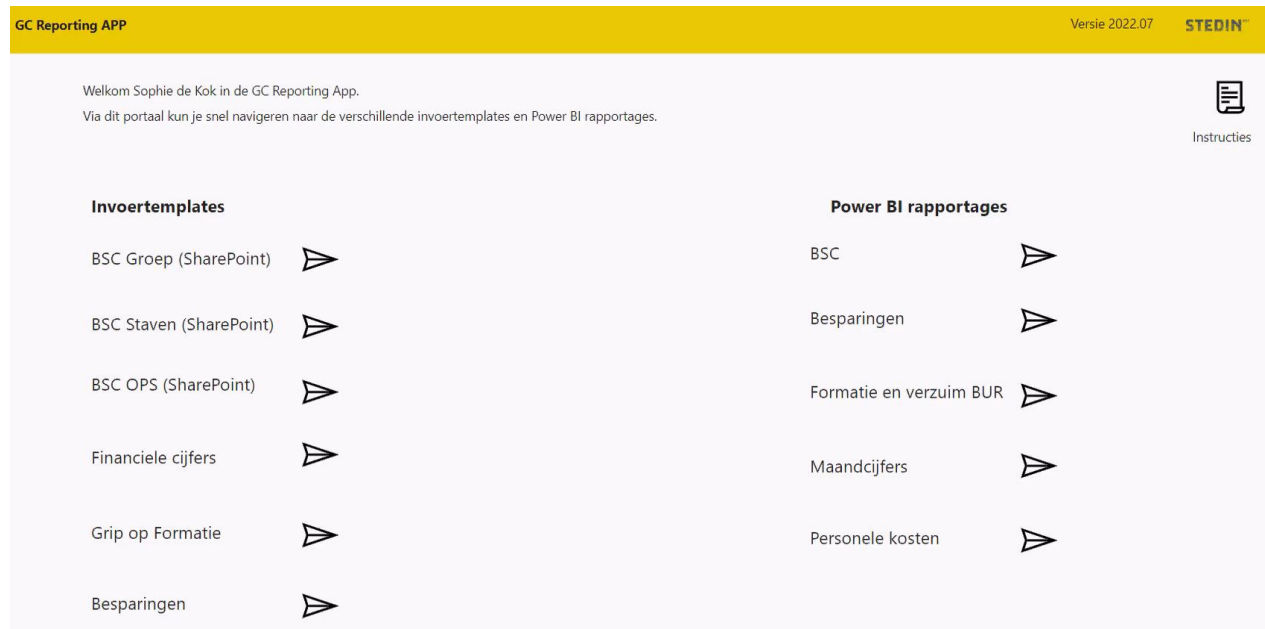 GC Reporting APP
Versie 2022.07
STEDIN
Welkom Sophie de Kok in de GC Reporting App.
Via dit portaal kun je snel navigeren naar de verschillende invoertemplates en Power BI rapportages.
Instructies
Invoertemplates
BSC Groep (SharePoint)
BSC Staven (SharePoint)
BSC OPS (SharePoint)
Financiele cijfers
Grip op Formatie
Besparingen
Power BI rapportages
BSC
Besparingen
Formatie en verzuim BUR
Maandcijfers
Personele kosten